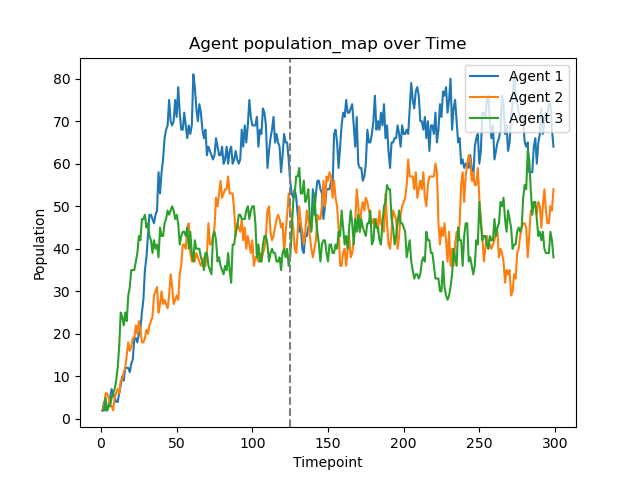 Agent population_map over Time
Agent 1
Agent 2
Agent 3
Population
80
70
60
50
40
30
20
10
0
0 50 100 150 200 250 300
Timepoint